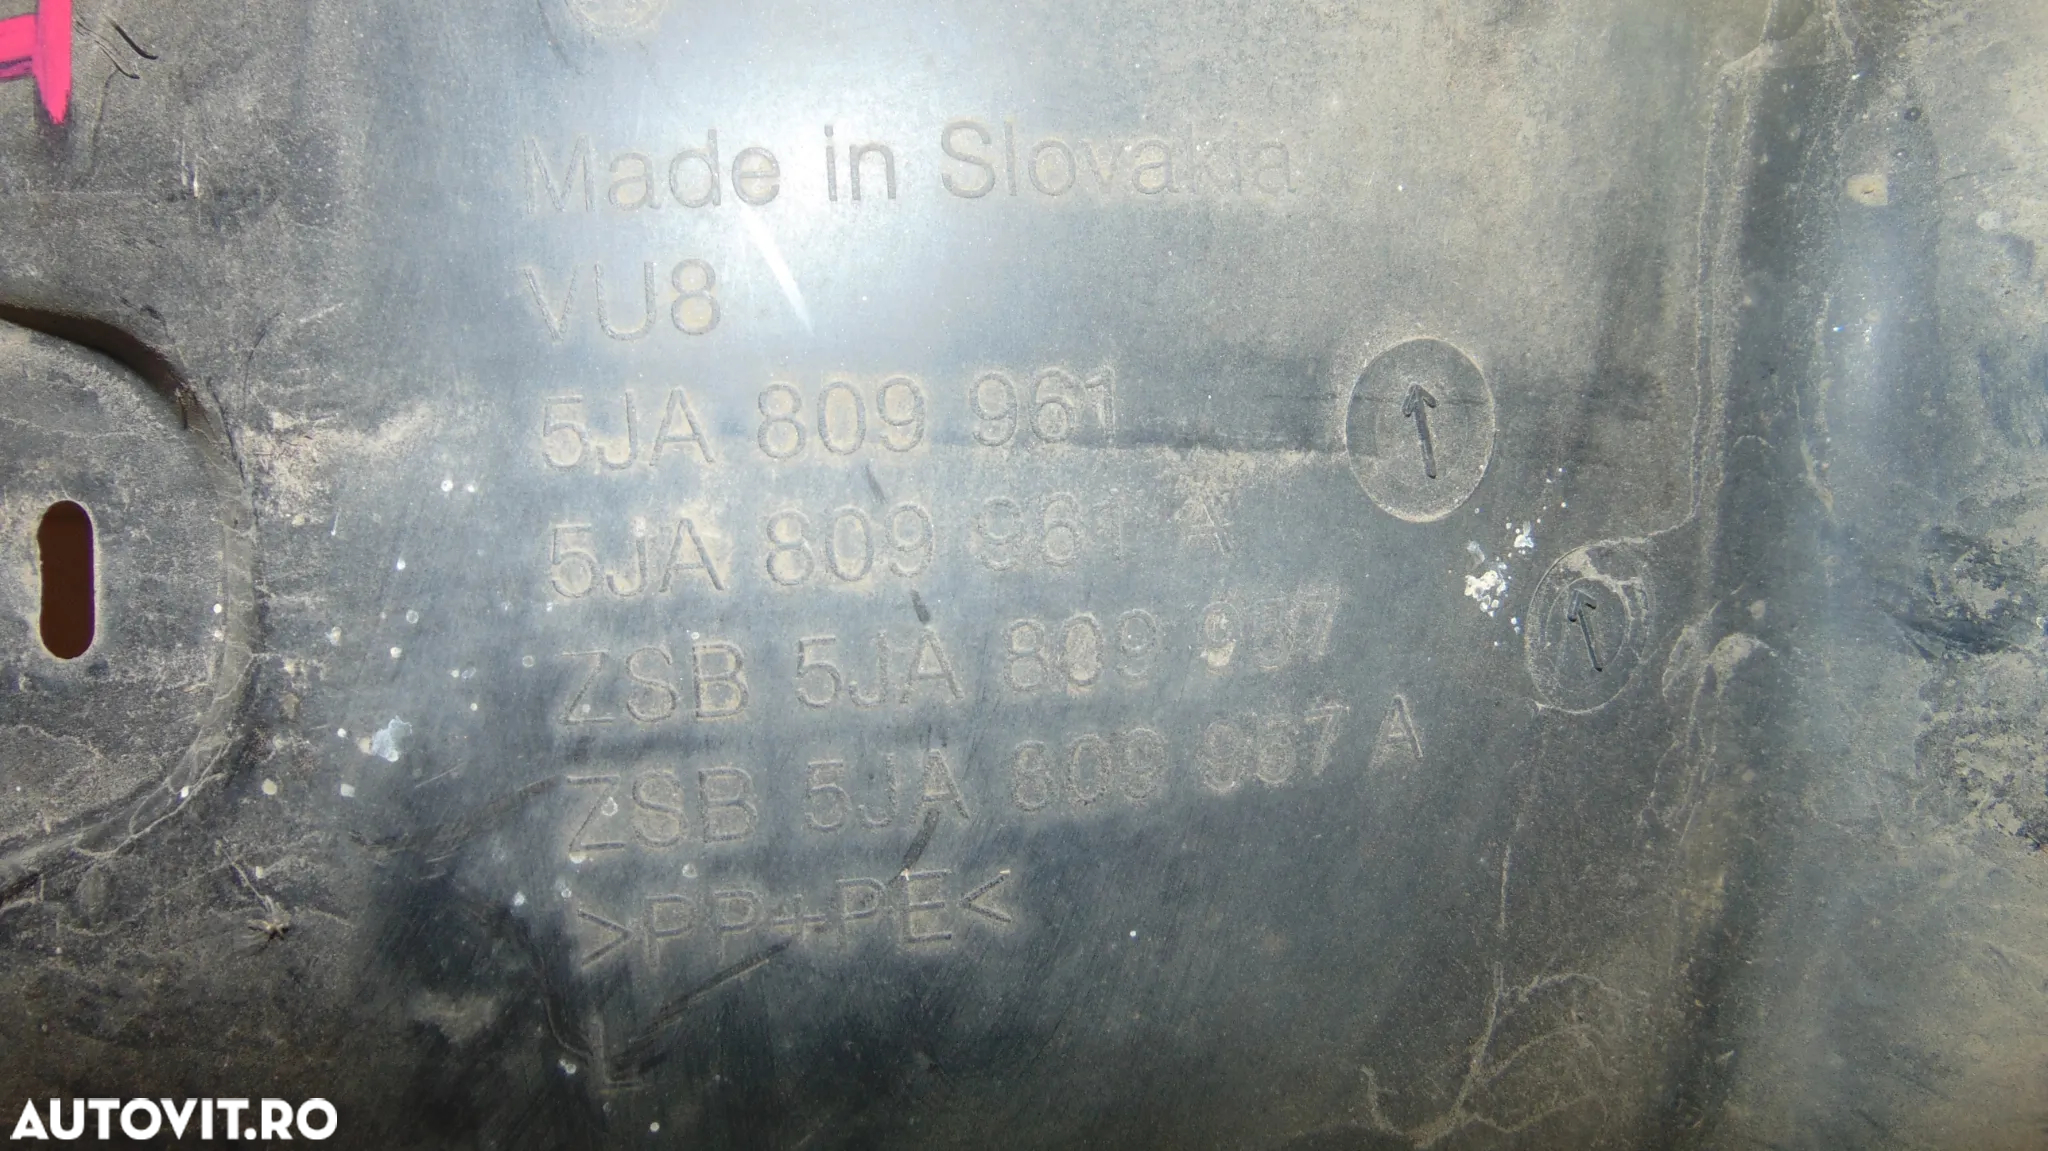 Made in Slovakia
VU8
5JA 809 961
5JA 809 961 A
ZSB 5JA 809 957
ZSB 5JA 809 957 A
>PP+PE<
L
AUTOVIT.RO